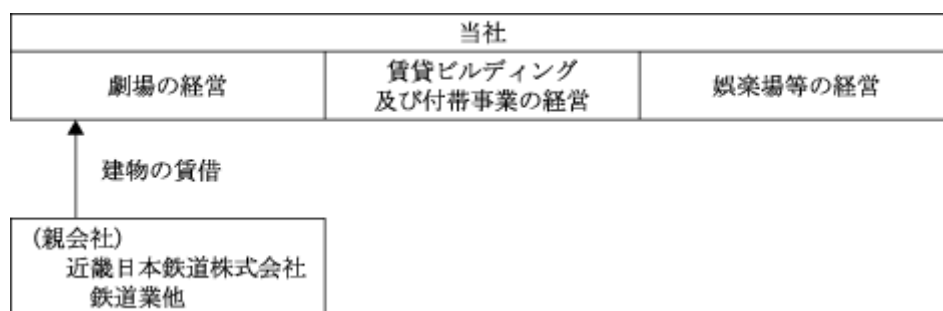 当社
劇場の経営
賃貸ビルディング
及び付帯事業の経営
娯楽場等の経営
建物の賃借
(親会社)
近畿日本鉄道株式会社
鉄道業他